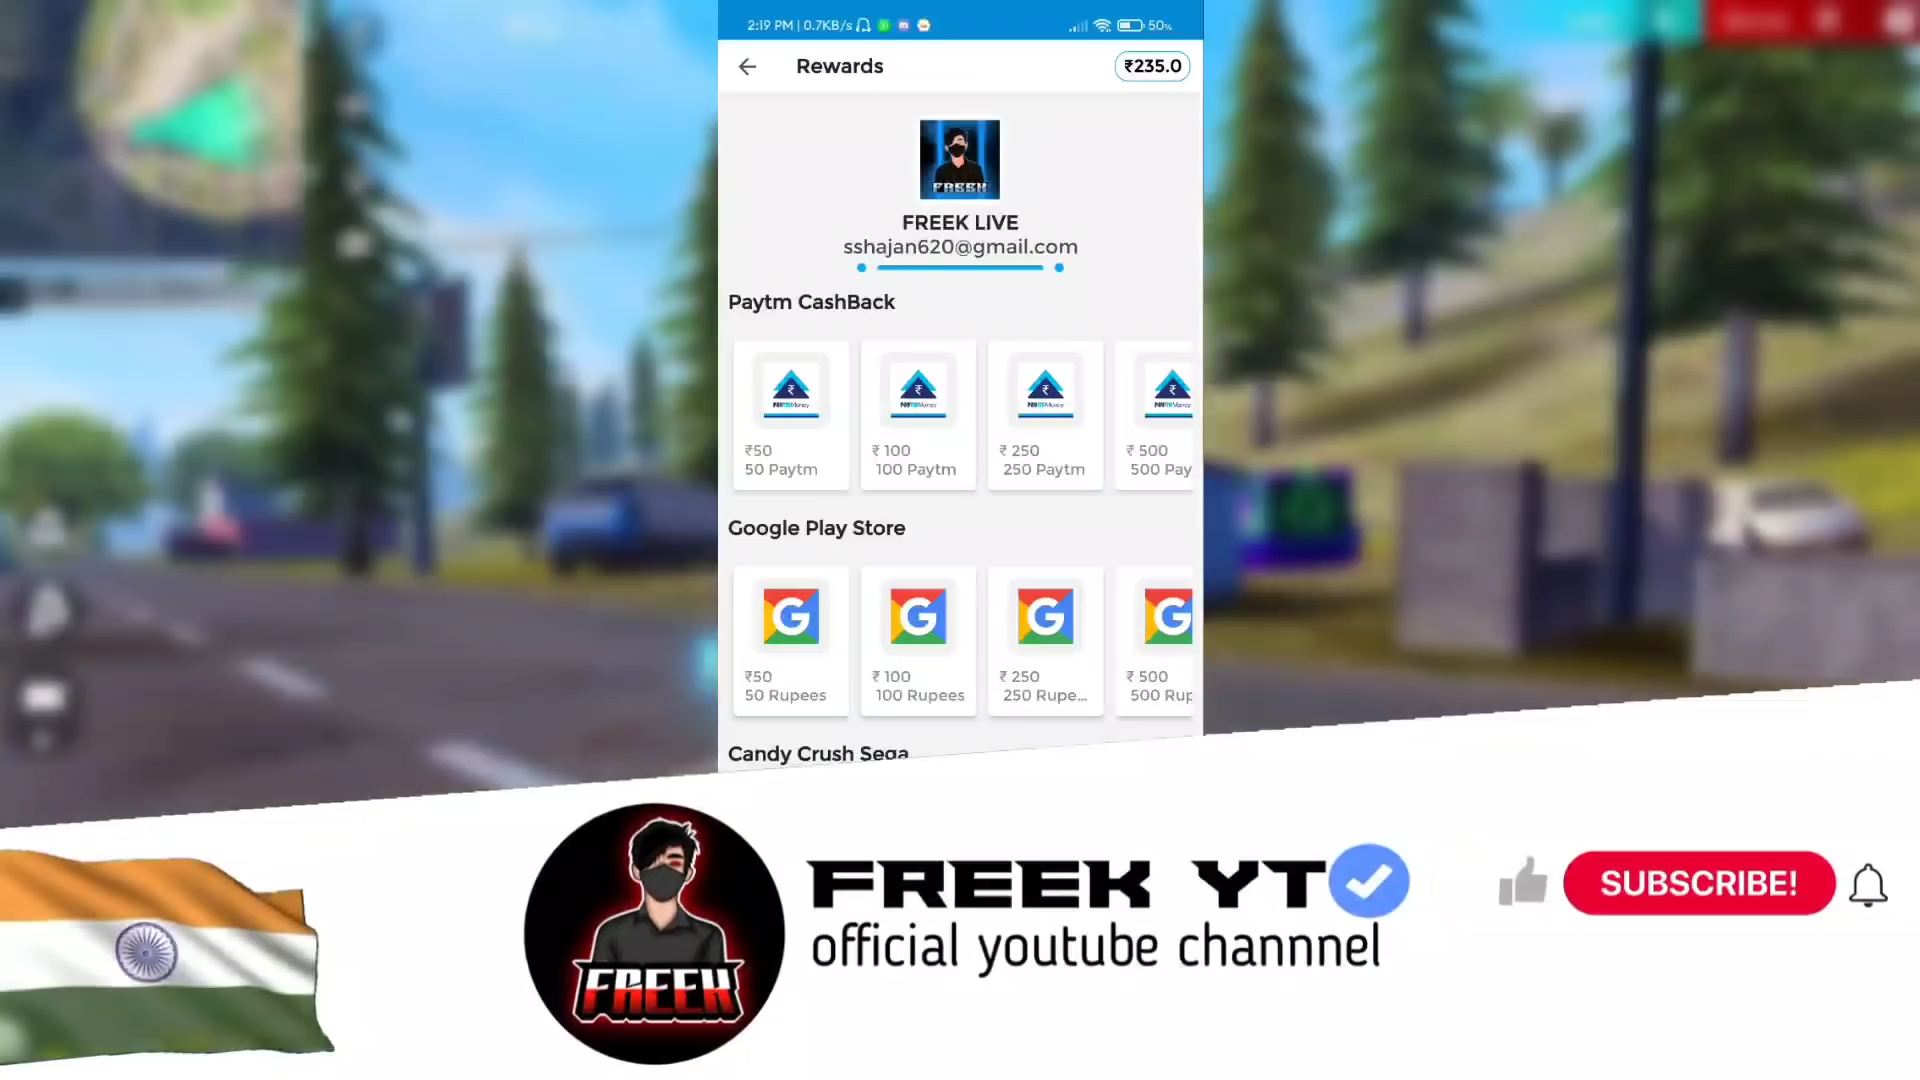 2:19 PM | 0.7KB/s
50%
Rewards
₹235.0
FREEK
FREEK LIVE
sshajan620@gmail.com
Paytm CashBack
₹50
50 Paytm
₹ 100
100 Paytm
₹ 250
250 Paytm
₹ 500
500 Pay
Google Play Store
G
G
G
G
₹50
50 Rupees
₹ 100
100 Rupees
₹ 250
250 Rupe...
₹ 500
500 Rup
Candy Crush Sega
FREEK
FREEK YT
official youtube channnel
SUBSCRIBE!